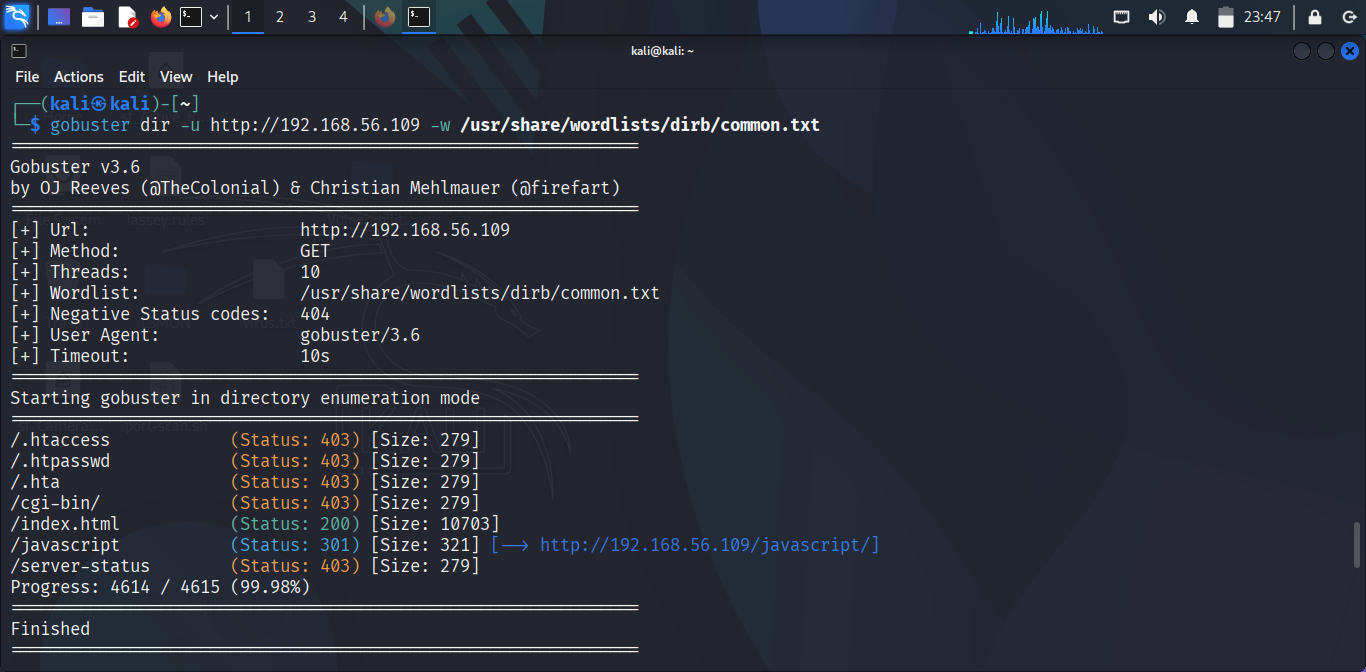 1 2 3 4 23:47
kali@kali: ~
File Actions Edit View Help
┌──(kali㉿kali)-[~]
└─$ gobuster dir -u http://192.168.56.109 -w /usr/share/wordlists/dirb/common.txt
===============================================================
Gobuster v3.6
by OJ Reeves (@TheColonial) & Christian Mehlmauer (@firefart)
===============================================================
[+] Url:                     http://192.168.56.109
[+] Method:                  GET
[+] Threads:                 10
[+] Wordlist:                /usr/share/wordlists/dirb/common.txt
[+] Negative Status codes:   404
[+] User Agent:              gobuster/3.6
[+] Timeout:                 10s
===============================================================
Starting gobuster in directory enumeration mode
===============================================================
/.htaccess            (Status: 403) [Size: 279]
/.htpasswd            (Status: 403) [Size: 279]
/.hta                 (Status: 403) [Size: 279]
/cgi-bin/             (Status: 403) [Size: 279]
/index.html           (Status: 200) [Size: 10703]
/javascript           (Status: 301) [Size: 321] [--> http://192.168.56.109/javascript/]
/server-status        (Status: 403) [Size: 279]
Progress: 4614 / 4615 (99.98%)
===============================================================
Finished
===============================================================